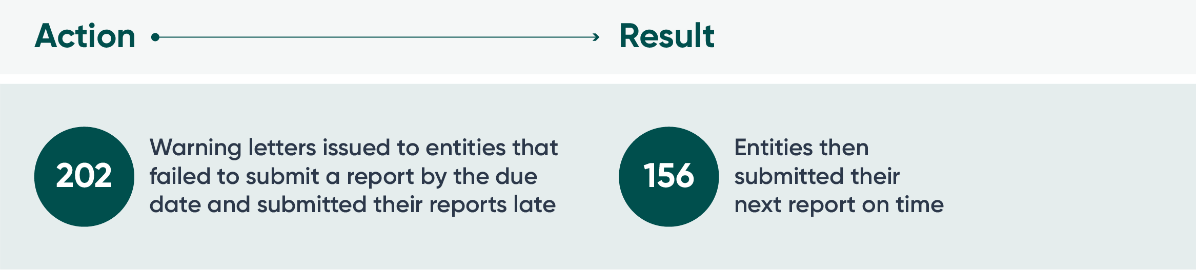 Action
Result
202
Warning letters issued to entities that
failed to submit a report by the due
date and submitted their reports late
156
Entities then
submitted their
next report on time